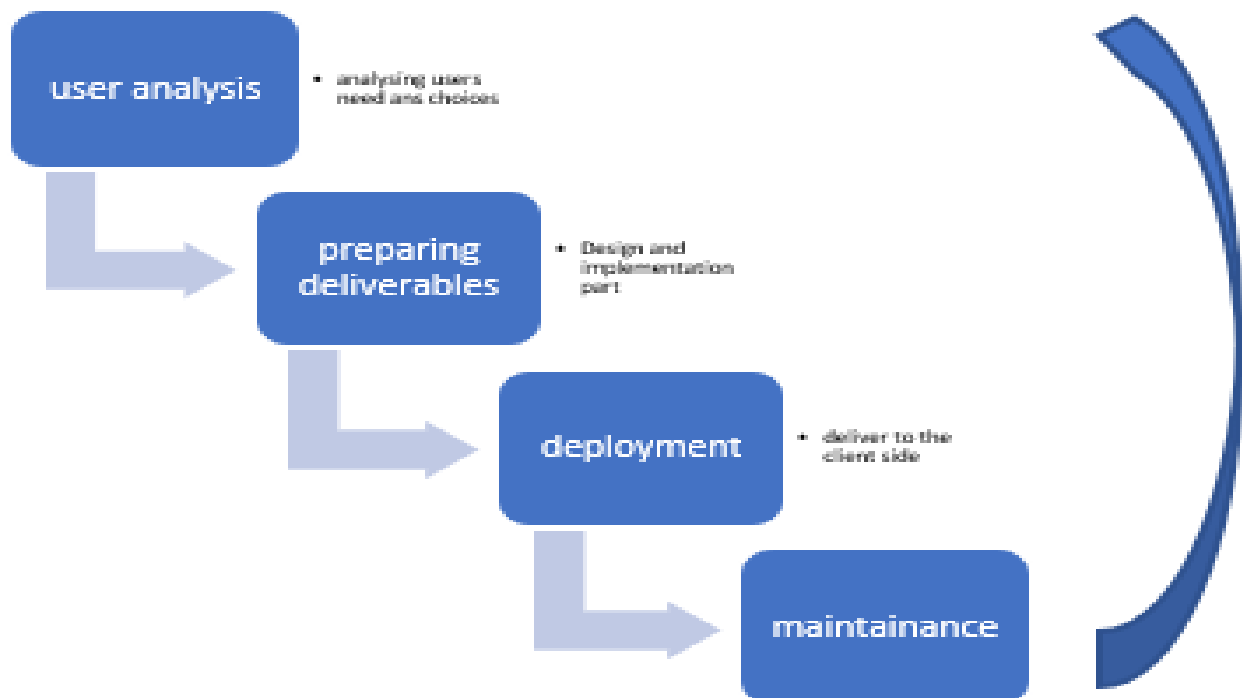 user analysis
• analysing users
need ans choices
preparing
deliverables
• Design and
implementation
part
deployment
• deliver to the
client side
maintainance